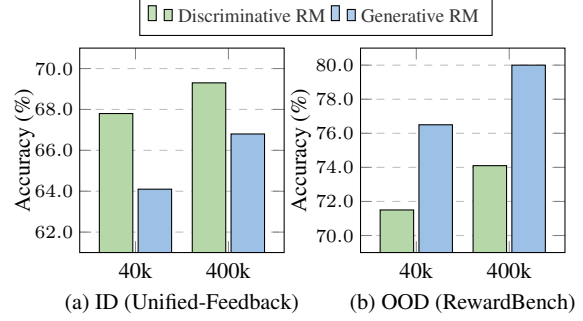 Discriminative RM Generative RM
Accuracy (%)
70.0
68.0
66.0
64.0
62.0
40k 400k
(a) ID (Unified-Feedback)
Accuracy (%)
80.0
78.0
76.0
74.0
72.0
70.0
40k 400k
(b) OOD (RewardBench)